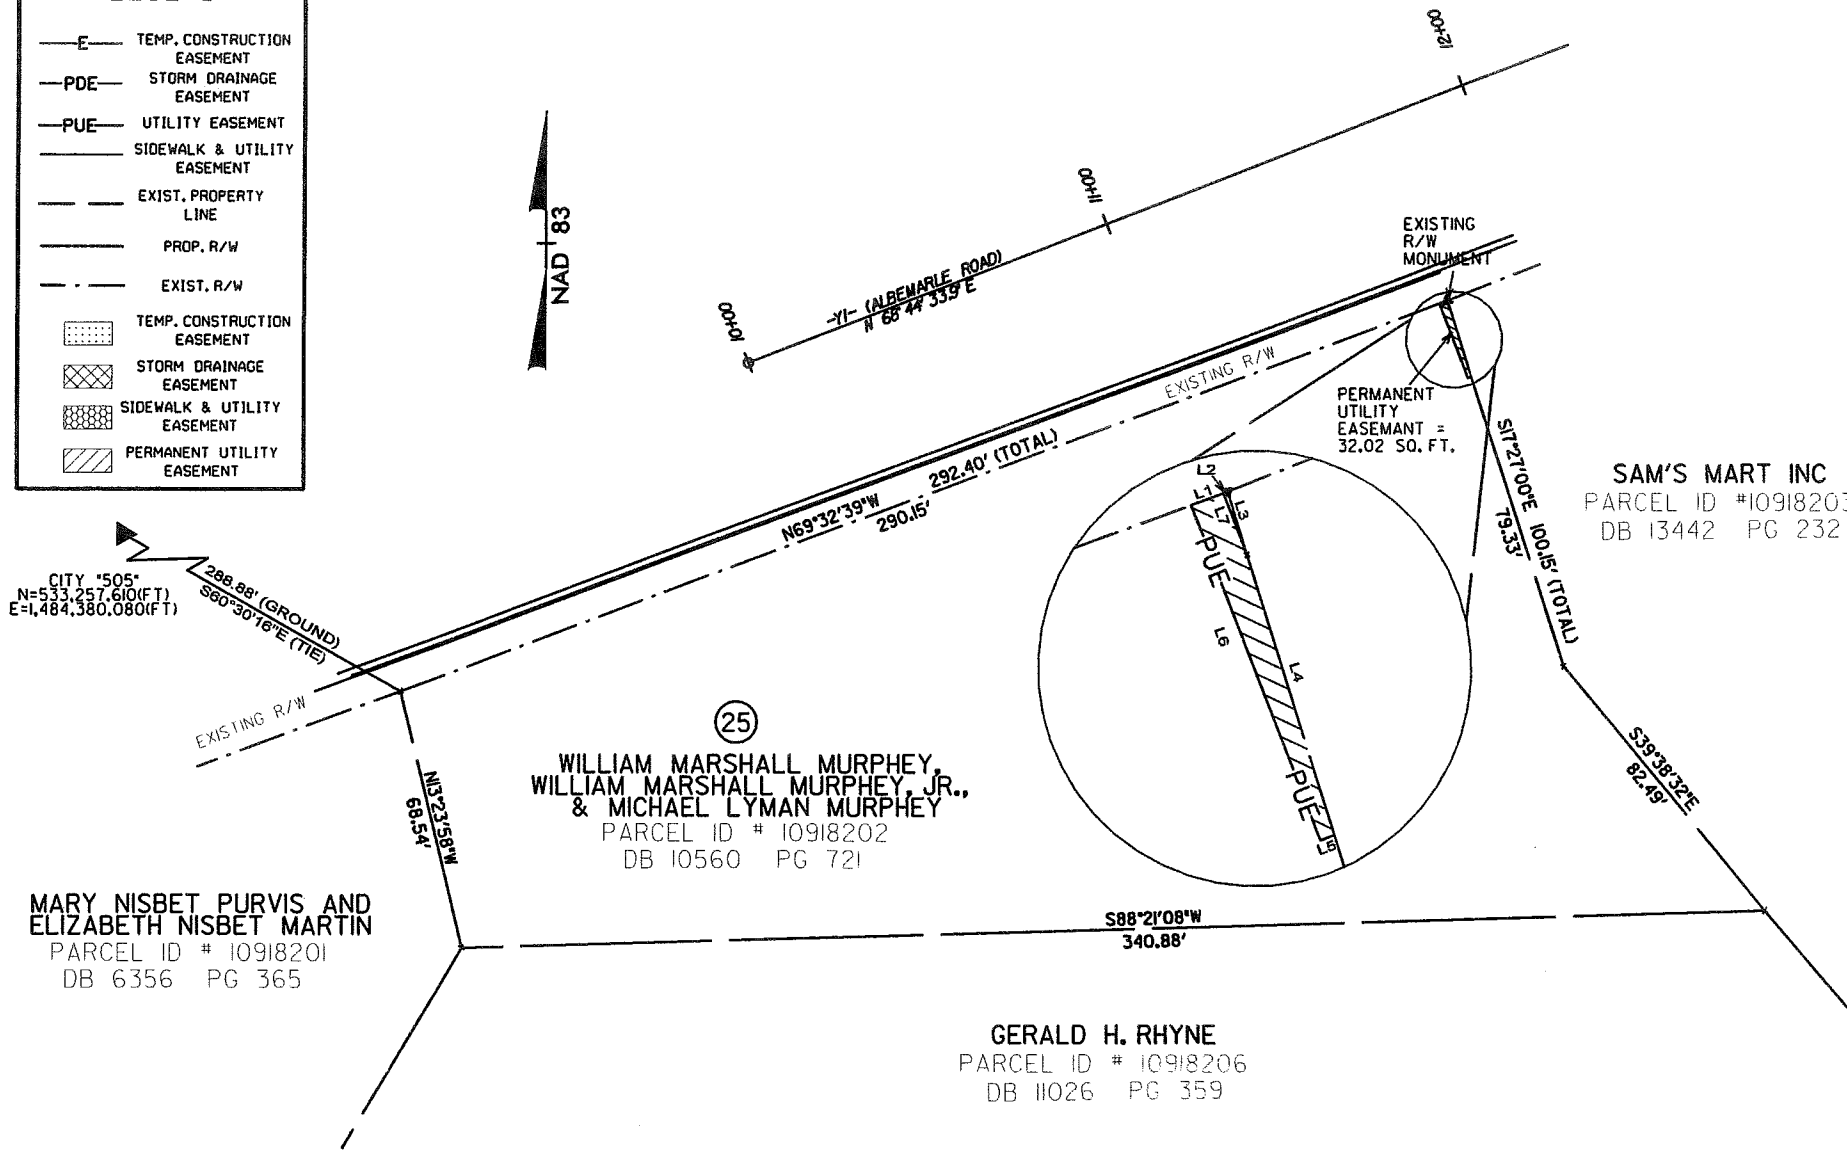 —E— TEMP. CONSTRUCTION
EASEMENT
—PDE— STORM DRAINAGE
EASEMENT
—PUE— UTILITY EASEMENT
SIDEWALK & UTILITY
EASEMENT
EXIST. PROPERTY
LINE
PROP. R/W
EXIST. R/W
TEMP. CONSTRUCTION
EASEMENT
STORM DRAINAGE
EASEMENT
SIDEWALK & UTILITY
EASEMENT
PERMANENT UTILITY
EASEMENT
NAD 83
12+00
11+00
10+00
-Y1- (ALBEMARLE ROAD)
N 68°44'33.9" E
EXISTING
R/W
MONUMENT
EXISTING R/W
PERMANENT
UTILITY
EASEMANT =
32.02 SQ. FT.
292.40' (TOTAL)
N69°32'39"W
290.15'
S17°27'00"E 100.15' (TOTAL)
79.33'
SAM'S MART INC
PARCEL ID #10918203
DB 13442 PG 232
L2
L1
L3
L7
PUE
L6
L4
PUE
L5
CITY "505"
N=533,257.610(FT)
E=1,484,380.080(FT)
288.88' (GROUND)
S60°30'16"E (TIE)
EXISTING R/W
25
WILLIAM MARSHALL MURPHEY,
WILLIAM MARSHALL MURPHEY, JR.,
& MICHAEL LYMAN MURPHEY
PARCEL ID # 10918202
DB 10560 PG 721
N13°23'58"W
68.54'
S39°38'32"E
82.49'
MARY NISBET PURVIS AND
ELIZABETH NISBET MARTIN
PARCEL ID # 10918201
DB 6356 PG 365
S88°21'08"W
340.88'
GERALD H. RHYNE
PARCEL ID # 10918206
DB 11026 PG 359